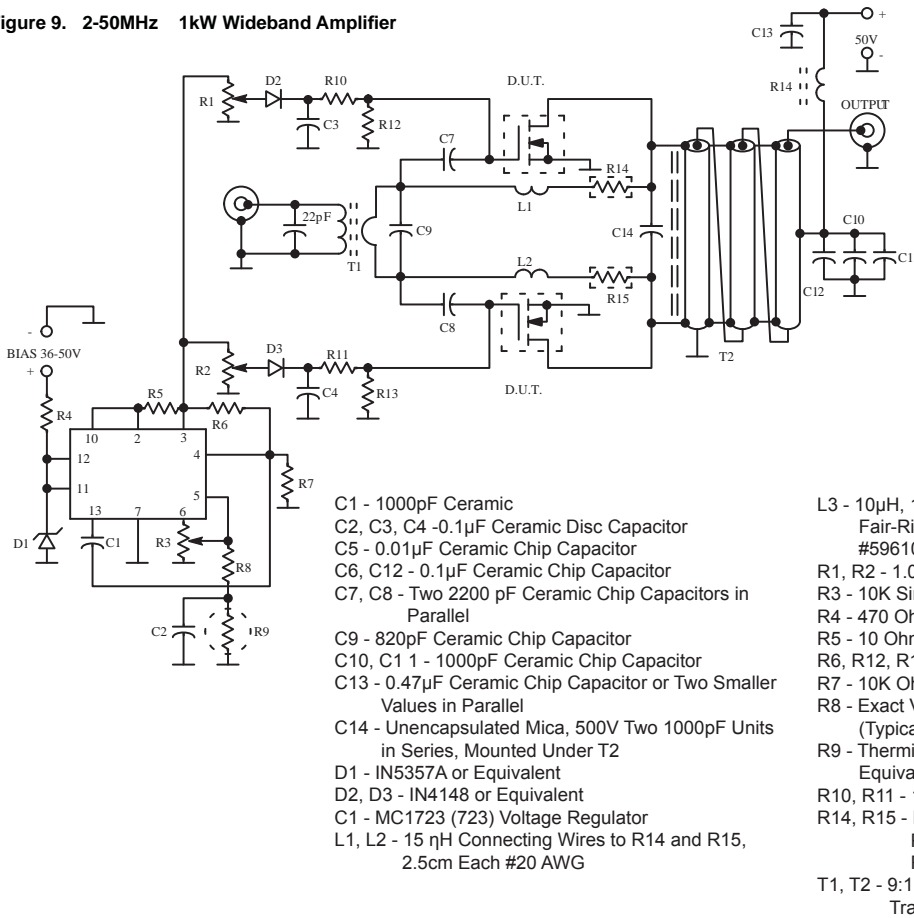 igure 9. 2-50MHz 1kW Wideband Amplifier
C13
+
50V
-
R14
OUTPUT
D2
R10
D.U.T.
R1
C3
R12
C7
R14
L1
22pF
C9
C14
T1
C10
C1
C12
L2
R15
C8
T2
-
BIAS 36-50V
+
D3
R11
R2
C4
R13
D.U.T.
R4
R5
R6
10
2
3
12
4
11
5
R7
13
7
6
D1
C1
R3
R8
C2
R9
C1 - 1000pF Ceramic
C2, C3, C4 -0.1µF Ceramic Disc Capacitor
C5 - 0.01µF Ceramic Chip Capacitor
C6, C12 - 0.1µF Ceramic Chip Capacitor
C7, C8 - Two 2200 pF Ceramic Chip Capacitors in
Parallel
C9 - 820pF Ceramic Chip Capacitor
C10, C1 1 - 1000pF Ceramic Chip Capacitor
C13 - 0.47µF Ceramic Chip Capacitor or Two Smaller
Values in Parallel
C14 - Unencapsulated Mica, 500V Two 1000pF Units
in Series, Mounted Under T2
D1 - IN5357A or Equivalent
D2, D3 - IN4148 or Equivalent
C1 - MC1723 (723) Voltage Regulator
L1, L2 - 15 ηH Connecting Wires to R14 and R15,
2.5cm Each #20 AWG
L3 - 10µH,
Fair-Ri
#59610
R1, R2 - 1.0
R3 - 10K Si
R4 - 470 Oh
R5 - 10 Ohm
R6, R12, R1
R7 - 10K Oh
R8 - Exact V
(Typica
R9 - Thermi
Equiva
R10, R11 -
R14, R15 -
T1, T2 - 9:1
Tra